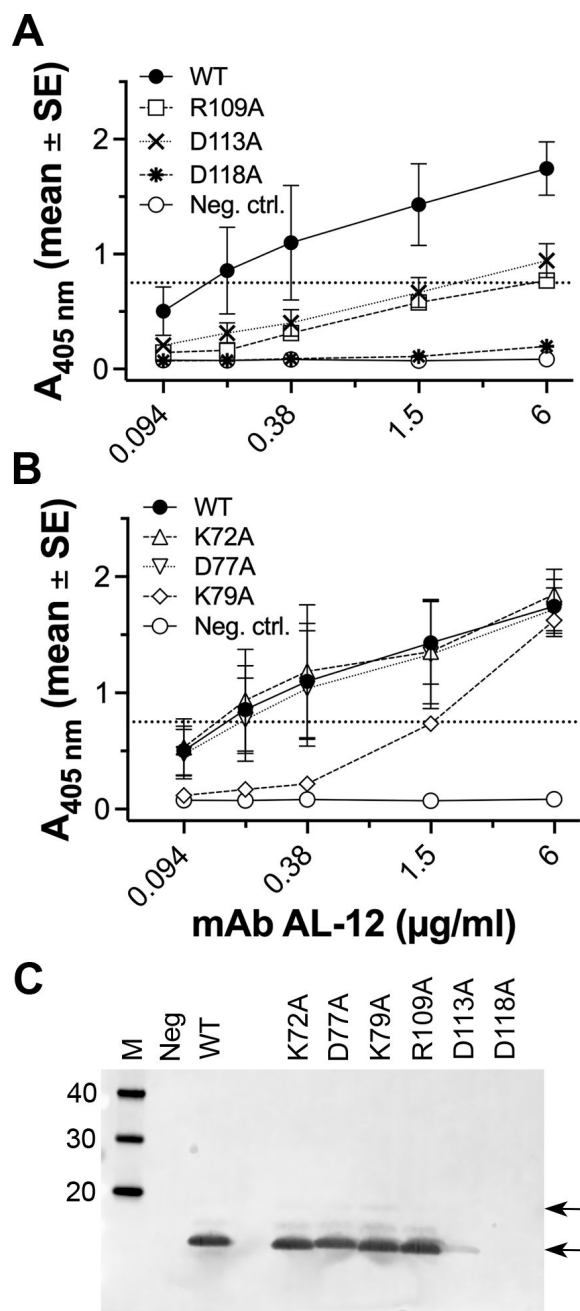 A
WT
R109A
D113A
D118A
Neg. ctrl.
A405 nm (mean ± SE)
2
1
0
0.094
0.38
1.5
6
B
WT
K72A
D77A
K79A
Neg. ctrl.
A405 nm (mean ± SE)
2
1
0
0.094
0.38
1.5
6
mAb AL-12 (µg/ml)
C
M
Neg
WT
K72A
D77A
K79A
R109A
D113A
D118A
40
30
20